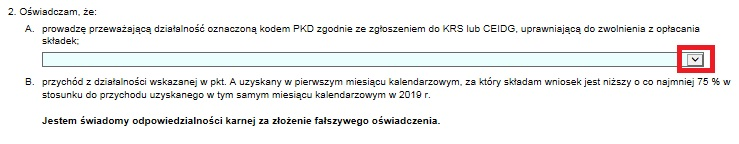 2. Oświadczam, że:
A. prowadzę przeważającą działalność oznaczoną kodem PKD zgodnie ze zgłoszeniem do KRS lub CEIDG, uprawniającą do zwolnienia z opłacania
składek;
B. przychód z działalności wskazanej w pkt. A uzyskany w pierwszym miesiącu kalendarzowym, za który składam wniosek jest niższy o co najmniej 75 % w
stosunku do przychodu uzyskanego w tym samym miesiącu kalendarzowym w 2019 r.
Jestem świadomy odpowiedzialności karnej za złożenie fałszywego oświadczenia.